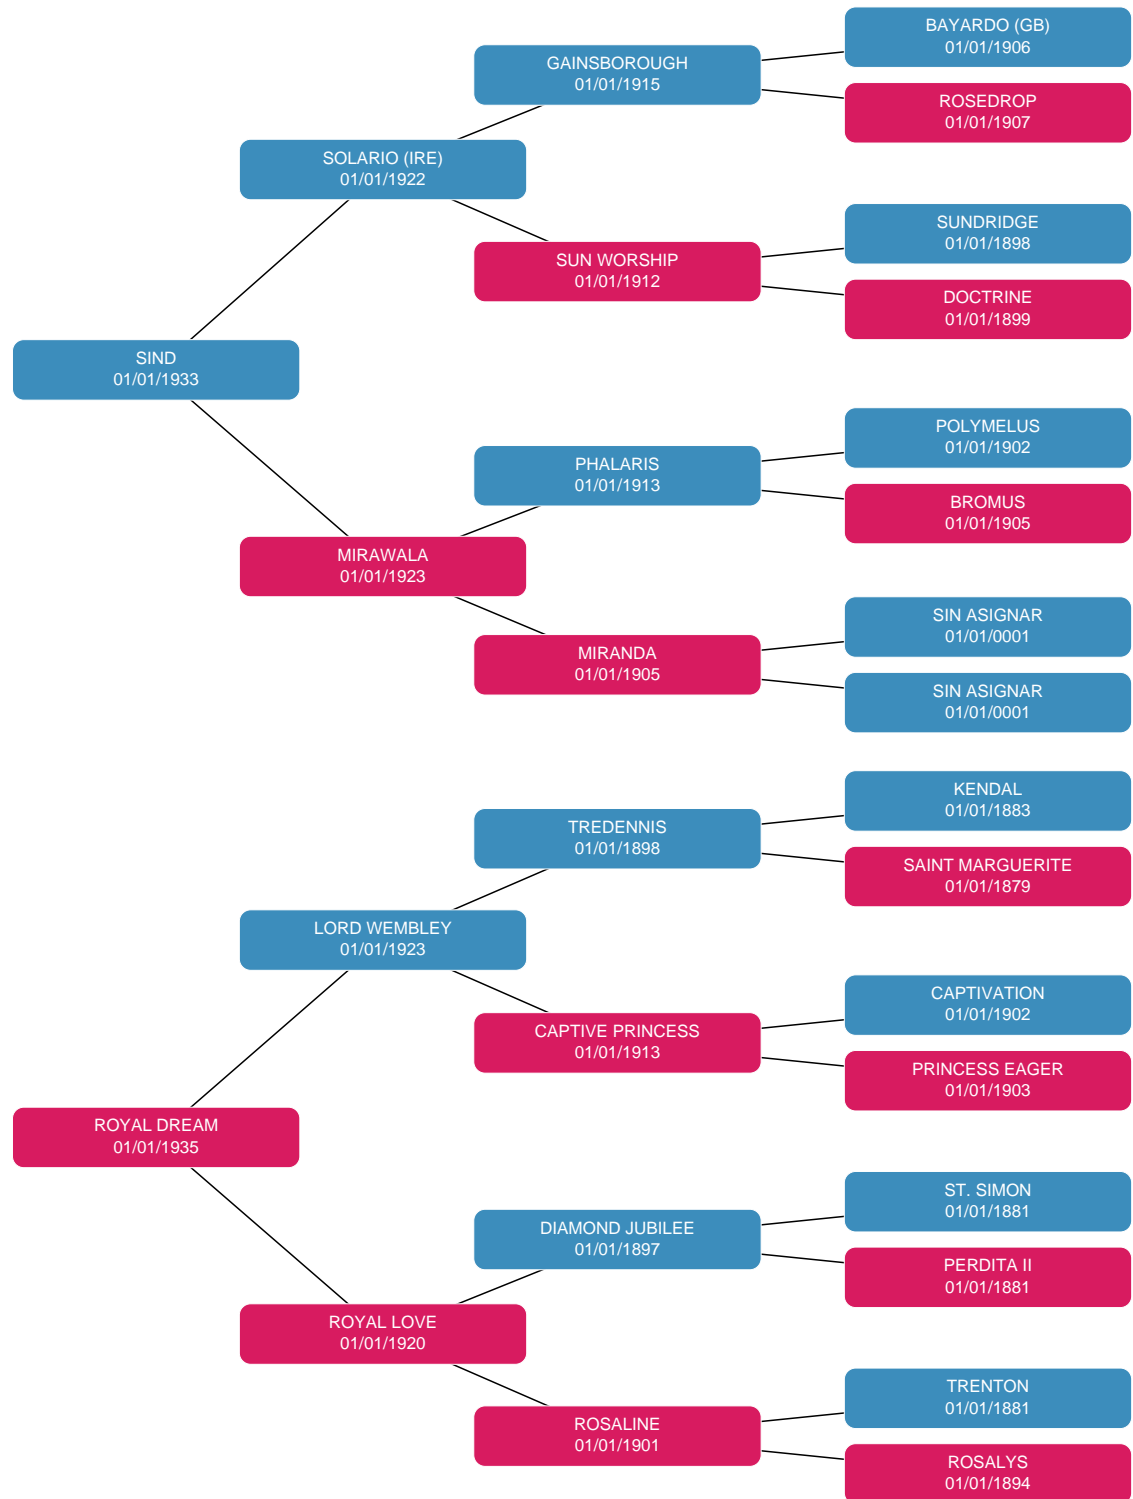 BAYARDO (GB)
01/01/1906
GAINSBOROUGH
01/01/1915
ROSEDROP
01/01/1907
SOLARIO (IRE)
01/01/1922
SUNDRIDGE
01/01/1898
SUN WORSHIP
01/01/1912
DOCTRINE
01/01/1899
SIND
01/01/1933
POLYMELUS
01/01/1902
PHALARIS
01/01/1913
BROMUS
01/01/1905
MIRAWALA
01/01/1923
SIN ASIGNAR
01/01/0001
MIRANDA
01/01/1905
SIN ASIGNAR
01/01/0001
KENDAL
01/01/1883
TREDENNIS
01/01/1898
SAINT MARGUERITE
01/01/1879
LORD WEMBLEY
01/01/1923
CAPTIVATION
01/01/1902
CAPTIVE PRINCESS
01/01/1913
PRINCESS EAGER
01/01/1903
ROYAL DREAM
01/01/1935
ST. SIMON
01/01/1881
DIAMOND JUBILEE
01/01/1897
PERDITA II
01/01/1881
ROYAL LOVE
01/01/1920
TRENTON
01/01/1881
ROSALINE
01/01/1901
ROSALYS
01/01/1894